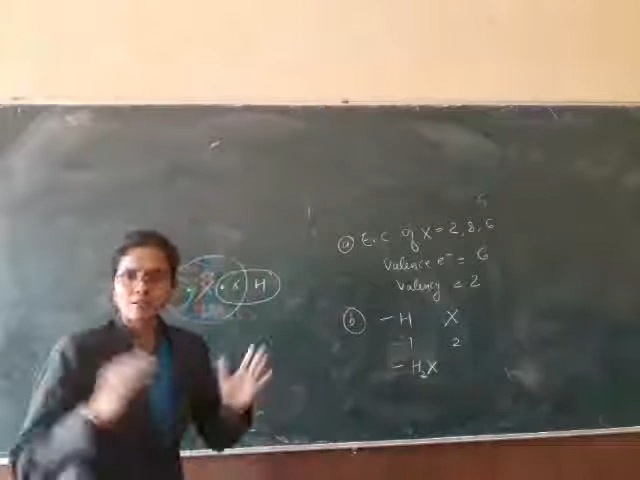 H
(a) E.C of X = 2, 8, 6
Valence e⁻ = 6
Valency = 2
(b) - H X
1 2
- H₂X